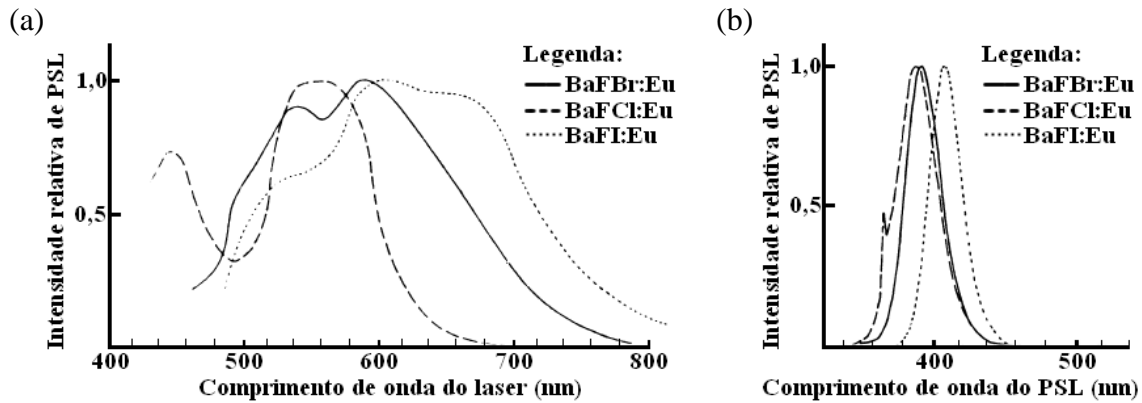 (a)
Intensidade relativa de PSL
1,0
0,5
400
500
600
700
800
Comprimento de onda do laser (nm)
Legenda:
BaFBr:Eu
BaFCl:Eu
BaFI:Eu
(b)
Intensidade relativa de PSL
1,0
0,5
400
500
Comprimento de onda do PSL (nm)
Legenda:
BaFBr:Eu
BaFCl:Eu
BaFI:Eu